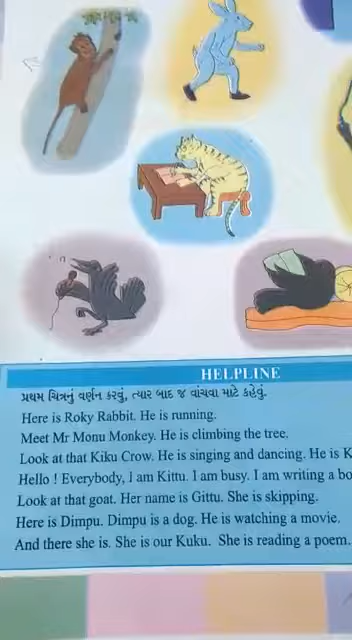 HELPLINE
પ્રથમ ચિત્રનું વર્ણન કરવું, ત્યાર બાદ જ વાંચવા માટે કહેવું.
Here is Roky Rabbit. He is running.
Meet Mr Monu Monkey. He is climbing the tree.
Look at that Kiku Crow. He is singing and dancing. He is K
Hello ! Everybody, I am Kittu. I am busy. I am writing a bo
Look at that goat. Her name is Gittu. She is skipping.
Here is Dimpu. Dimpu is a dog. He is watching a movie.
And there she is. She is our Kuku. She is reading a poem.